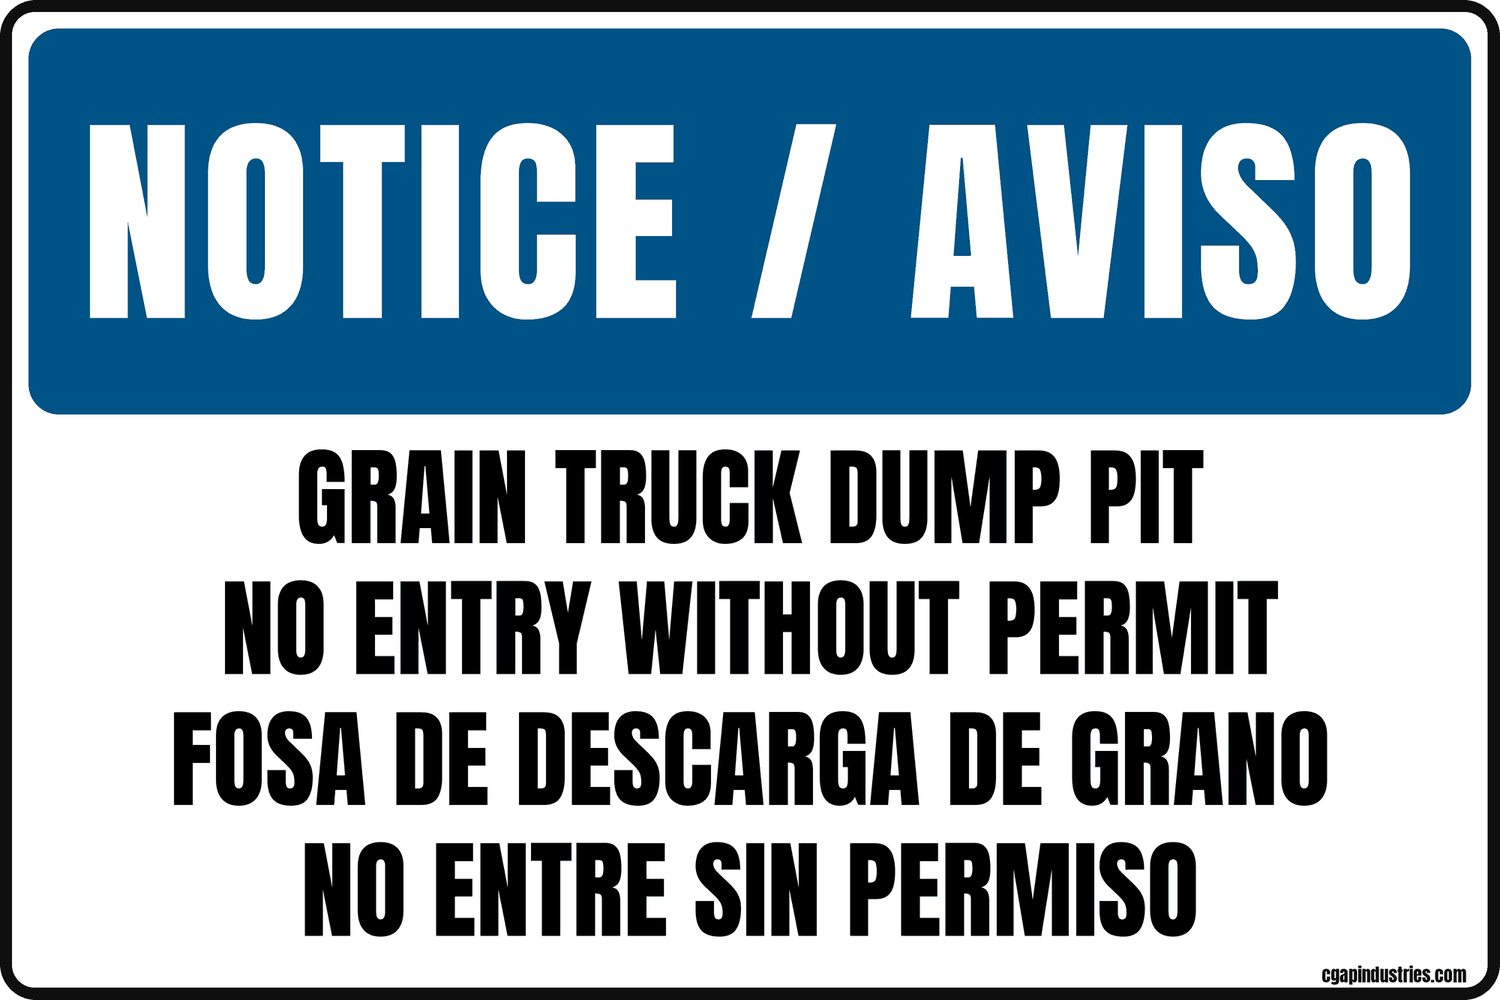 NOTICE / AVISO
GRAIN TRUCK DUMP PIT
NO ENTRY WITHOUT PERMIT
FOSA DE DESCARGA DE GRANO
NO ENTRE SIN PERMISO
cgapindustries.com